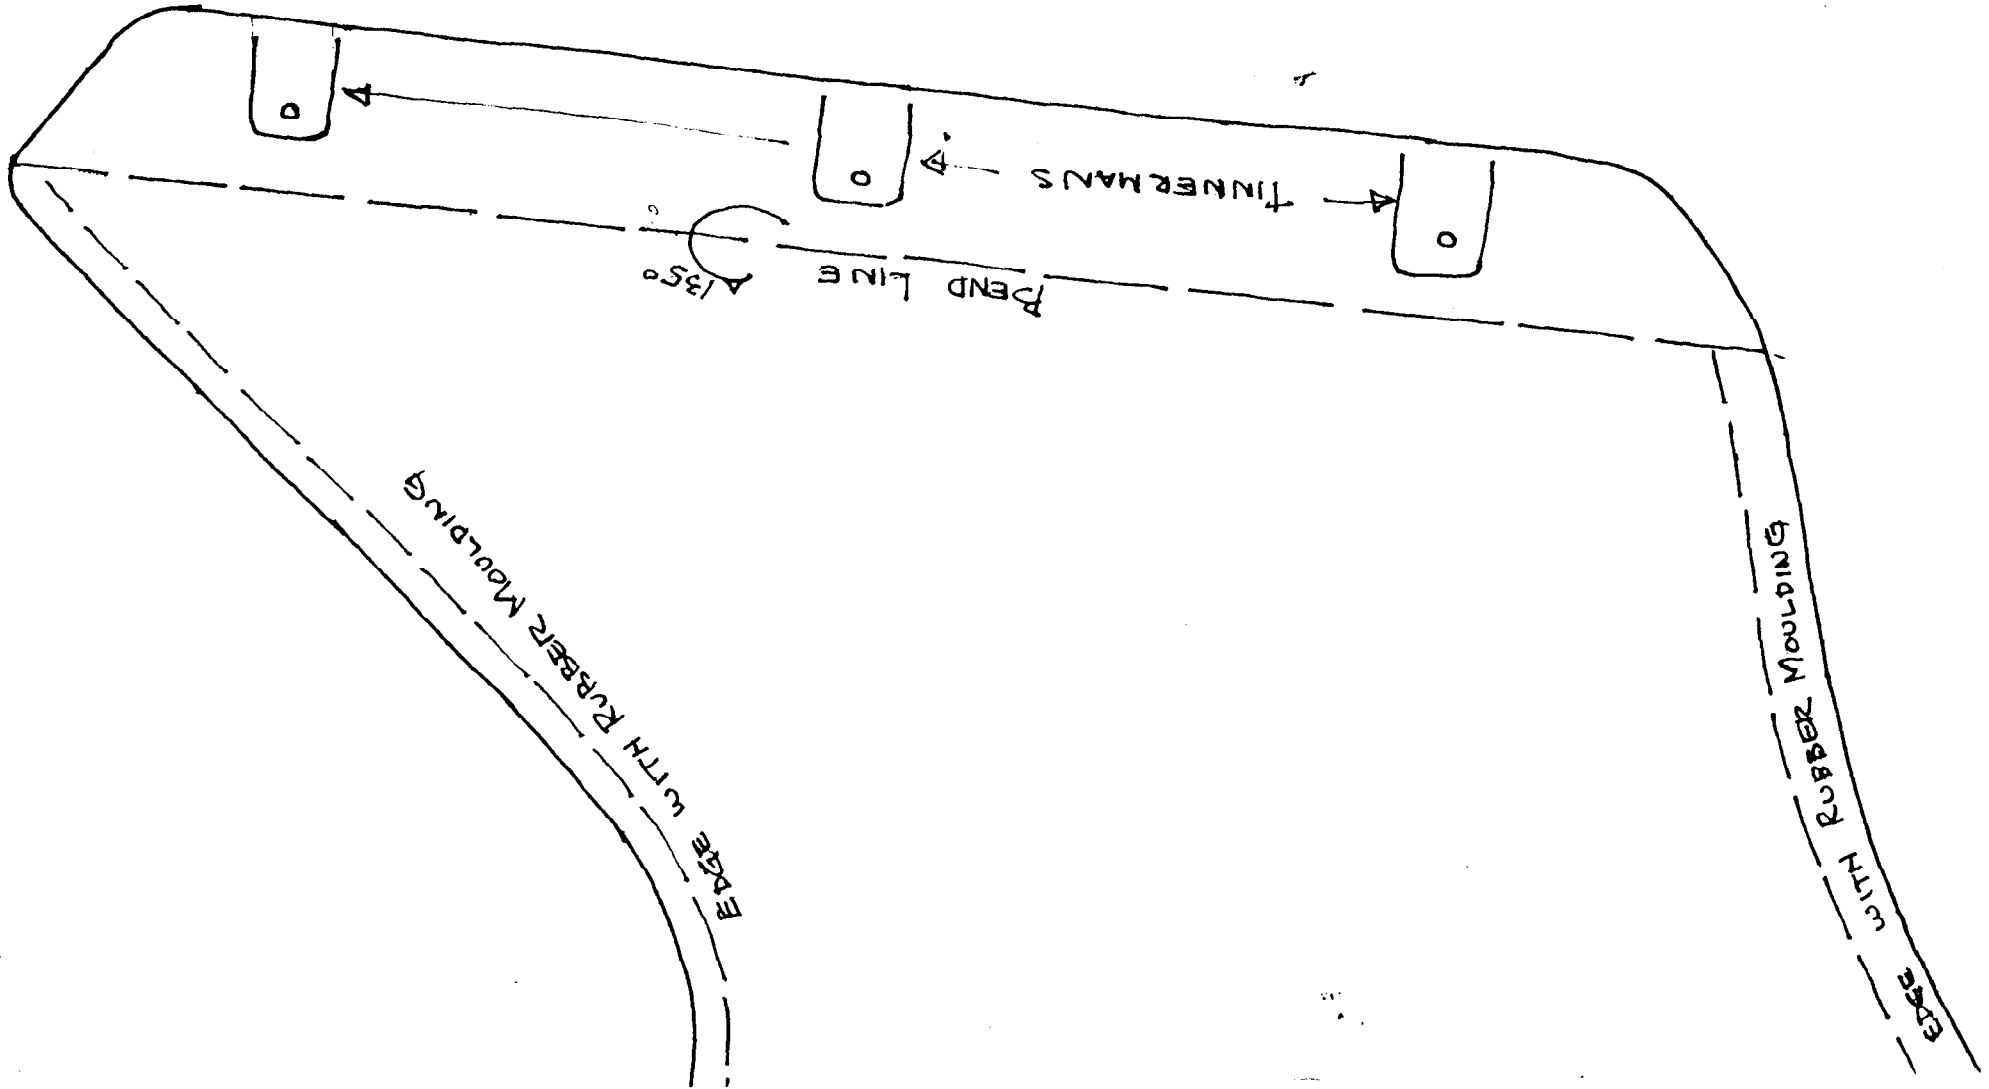 TINNERMANS
BEND LINE
135°
EDGE WITH RUBBER MOULDING
EDGE WITH RUBBER MOULDING